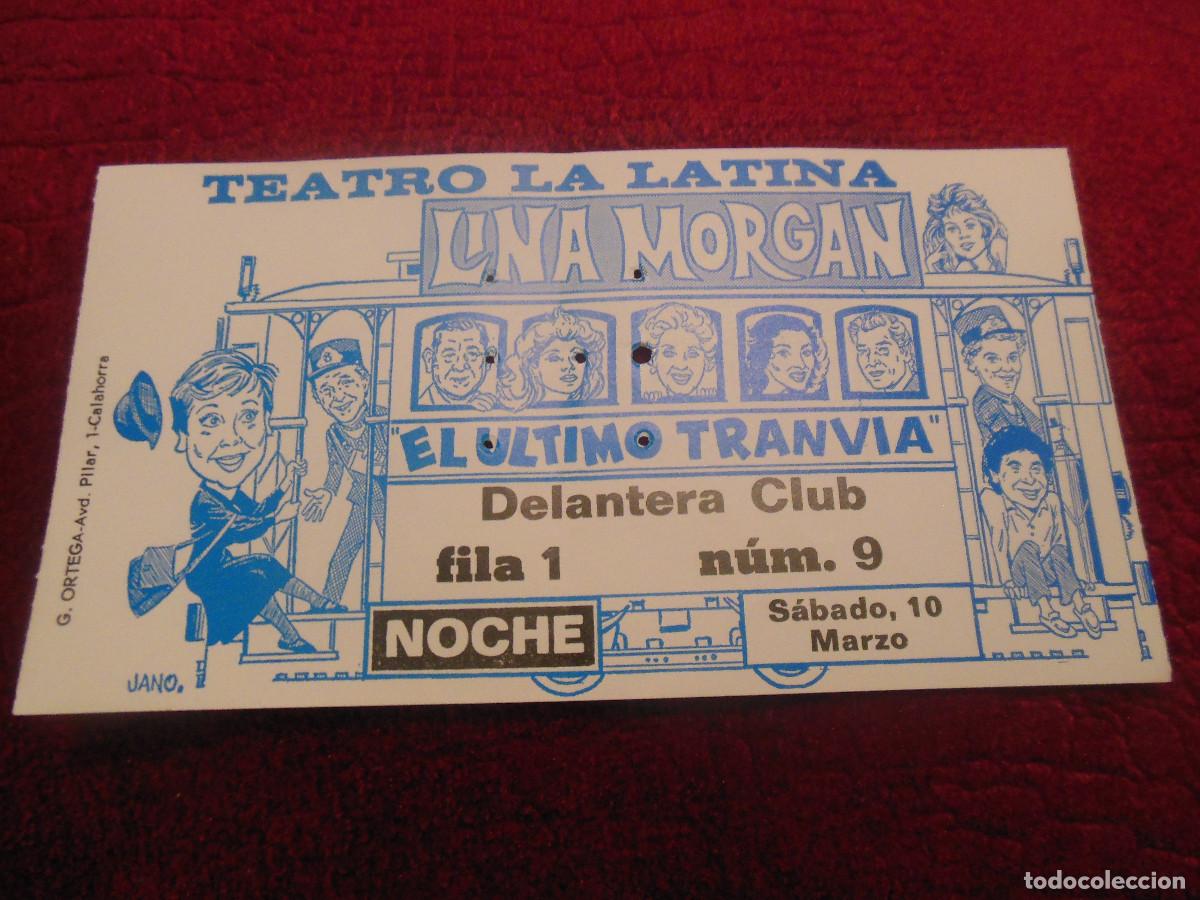 TEATRO LA LATINA
LINA MORGAN
"EL ULTIMO TRANVIA"
Delantera Club
fila 1 núm. 9
NOCHE
Sábado, 10
Marzo
JANO.
G. ORTEGA-Avd. Pilar, 1-Calahorra
todocoleccion